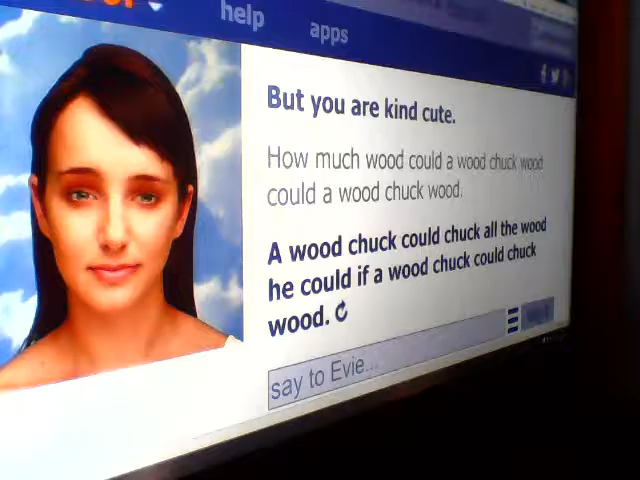 help
apps
But you are kind cute.
How much wood could a wood chuck wood
could a wood chuck wood.
A wood chuck could chuck all the wood
he could if a wood chuck could chuck
wood.
say to Evie...